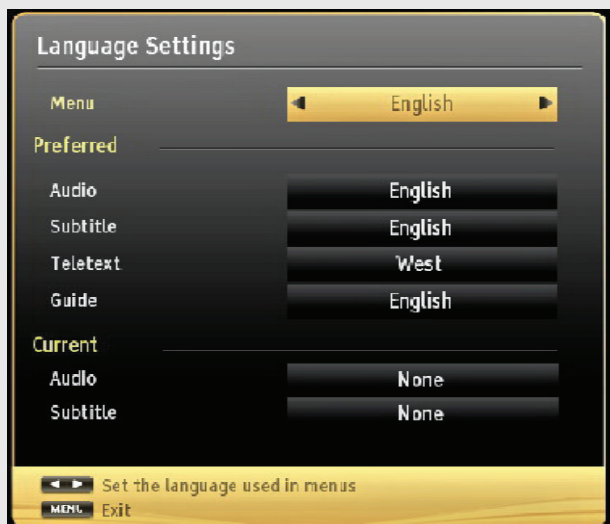 Language Settings
Menu English
Preferred
Audio English
Subtitle English
Teletext West
Guide English
Current
Audio None
Subtitle None
Set the language used in menus
MENU Exit